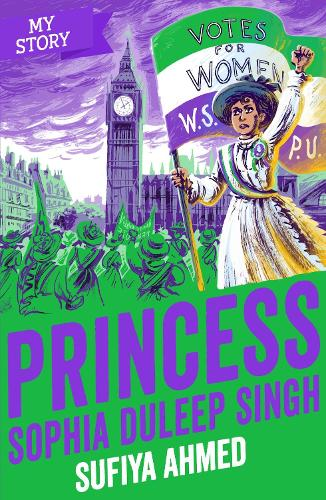 MY STORY
VOTES
FOR
WOMEN
W.S. P.U.
PRINCESS
SOPHIA DULEEP SINGH
SUFIYA AHMED